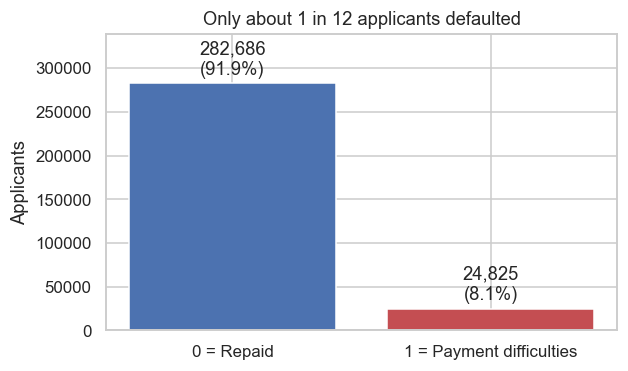 Only about 1 in 12 applicants defaulted
282,686
(91.9%)
300000
250000
200000
150000
100000
50000
0
Applicants
24,825
(8.1%)
0 = Repaid
1 = Payment difficulties